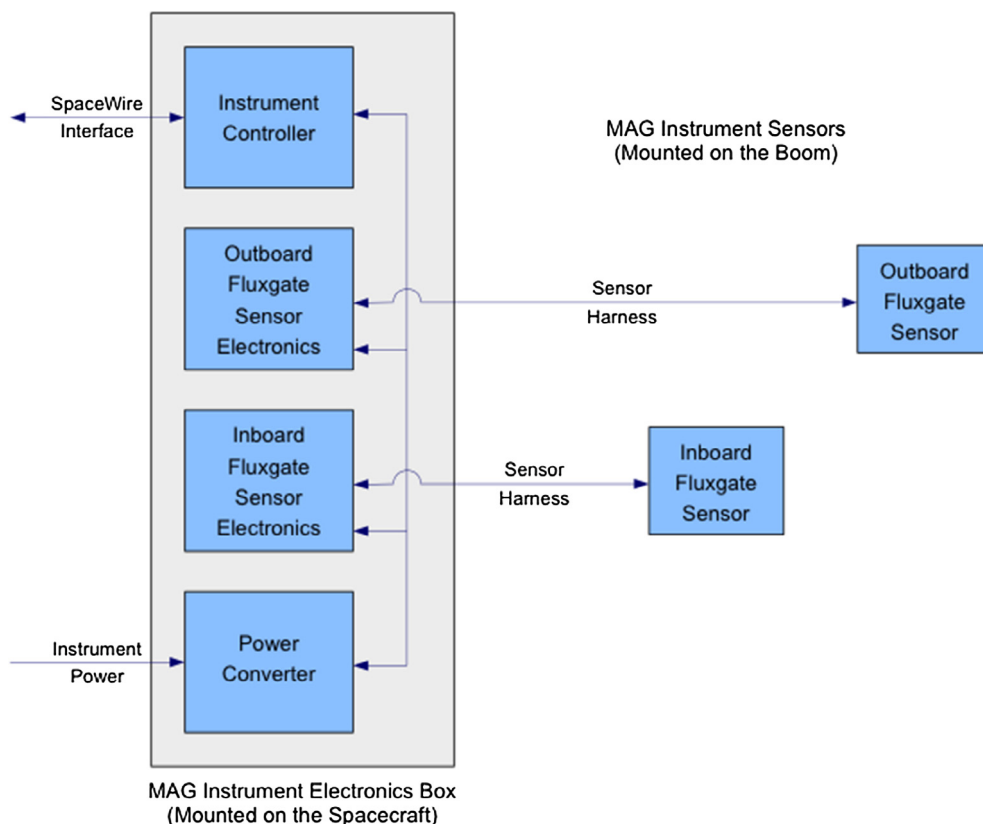 SpaceWire
Interface
Instrument
Controller
MAG Instrument Sensors
(Mounted on the Boom)
Outboard
Fluxgate
Sensor
Electronics
Sensor
Harness
Outboard
Fluxgate
Sensor
Inboard
Fluxgate
Sensor
Electronics
Sensor
Harness
Inboard
Fluxgate
Sensor
Instrument
Power
Power
Converter
MAG Instrument Electronics Box
(Mounted on the Spacecraft)